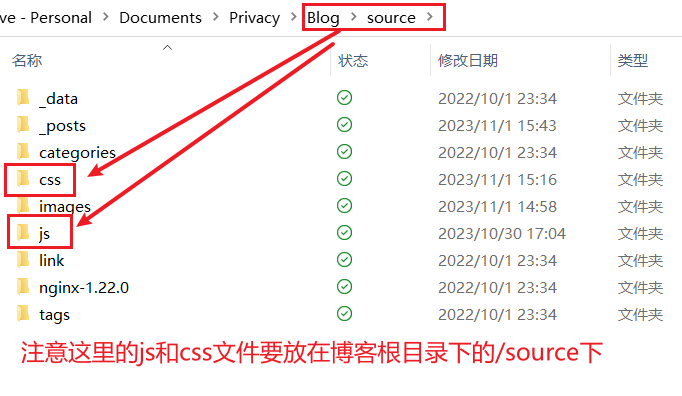 ve - Personal > Documents > Privacy > Blog > source >
名称 状态 修改日期 类型
_data 2022/10/1 23:34 文件夹
_posts 2023/11/1 15:43 文件夹
categories 2022/10/1 23:34 文件夹
css 2023/11/1 15:16 文件夹
images 2023/11/1 14:58 文件夹
js 2023/10/30 17:04 文件夹
link 2022/10/1 23:34 文件夹
nginx-1.22.0 2022/10/1 23:34 文件夹
tags 2022/10/1 23:34 文件夹
注意这里的js和css文件要放在博客根目录下的/source下